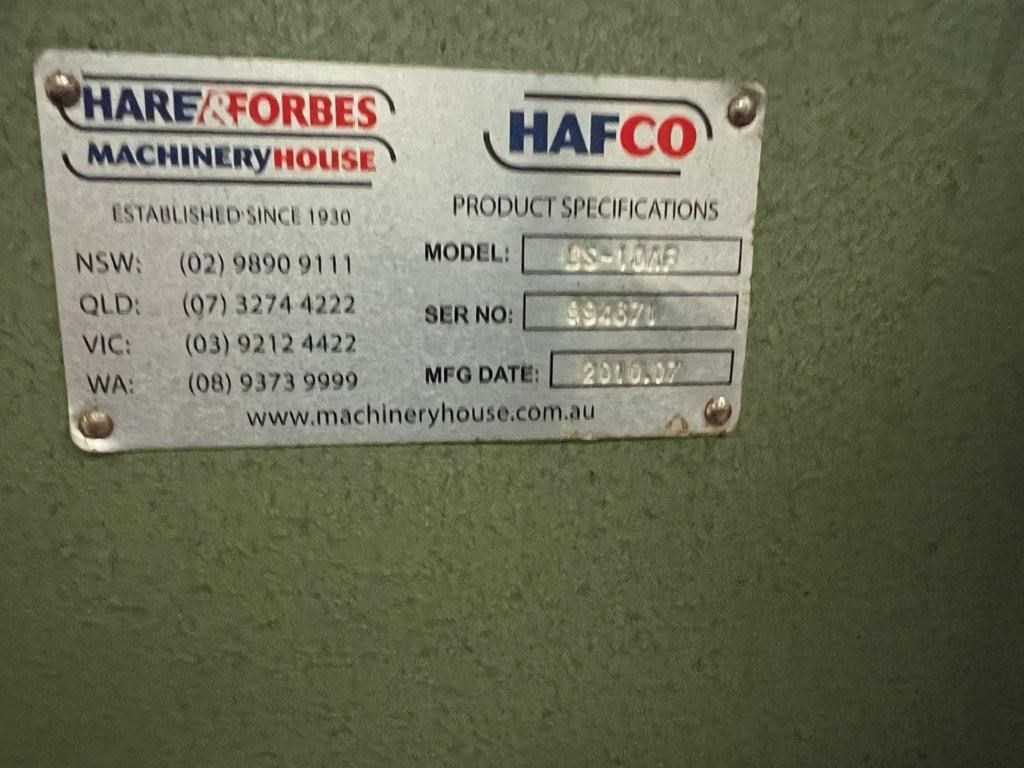 HARE&FORBES
MACHINERYHOUSE
ESTABLISHED SINCE 1930
NSW: (02) 9890 9111
QLD: (07) 3274 4222
VIC: (03) 9212 4422
WA: (08) 9373 9999
HAFCO
PRODUCT SPECIFICATIONS
MODEL:
SER NO:
MFG DATE: 2010.07
www.machineryhouse.com.au